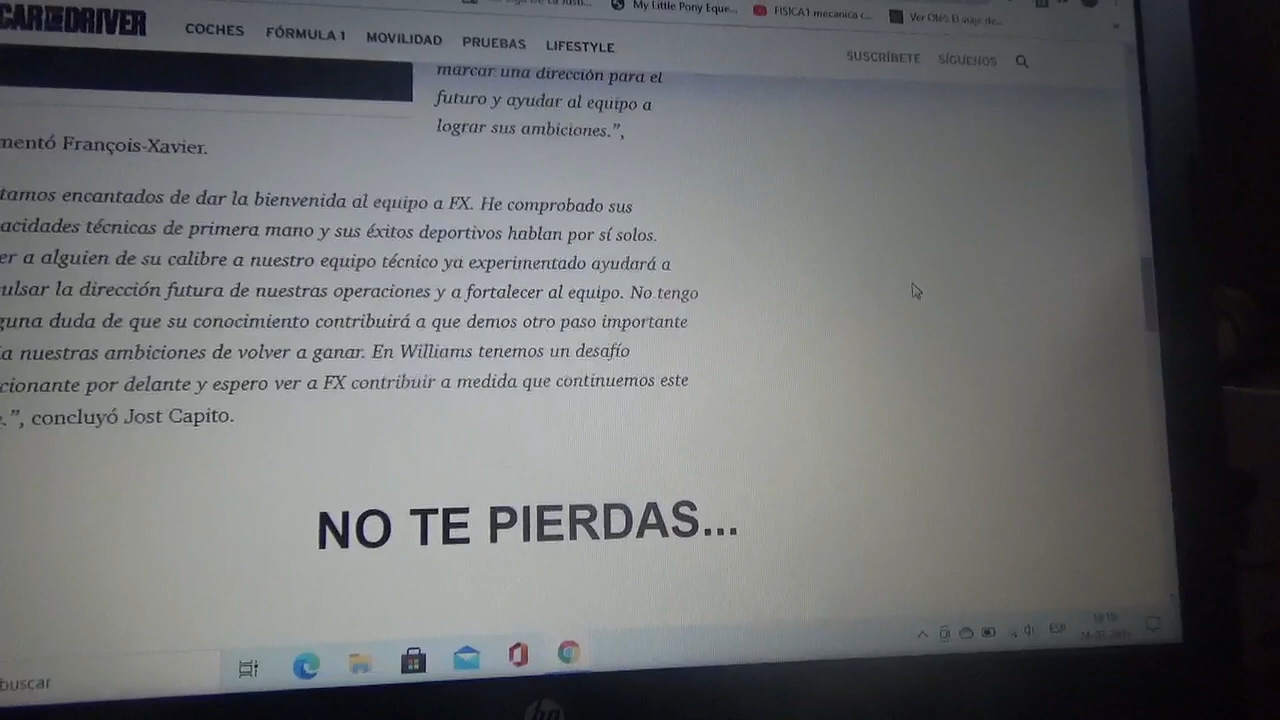 My Little Pony Eque...
FISICA1 mecanica c...
CAR AND DRIVER
COCHES FÓRMULA 1 MOVILIDAD PRUEBAS LIFESTYLE
SUSCRÍBETE SÍGUENOS
marcar una dirección para el
futuro y ayudar al equipo a
lograr sus ambiciones.”,
mentó François-Xavier.
tamos encantados de dar la bienvenida al equipo a FX. He comprobado sus
acidades técnicas de primera mano y sus éxitos deportivos hablan por sí solos.
er a alguien de su calibre a nuestro equipo técnico ya experimentado ayudará a
ulsar la dirección futura de nuestras operaciones y a fortalecer al equipo. No tengo
guna duda de que su conocimiento contribuirá a que demos otro paso importante
ia nuestras ambiciones de volver a ganar. En Williams tenemos un desafío
cionante por delante y espero ver a FX contribuir a medida que continuemos este
.”, concluyó Jost Capito.
NO TE PIERDAS...
buscar
ESP
hp